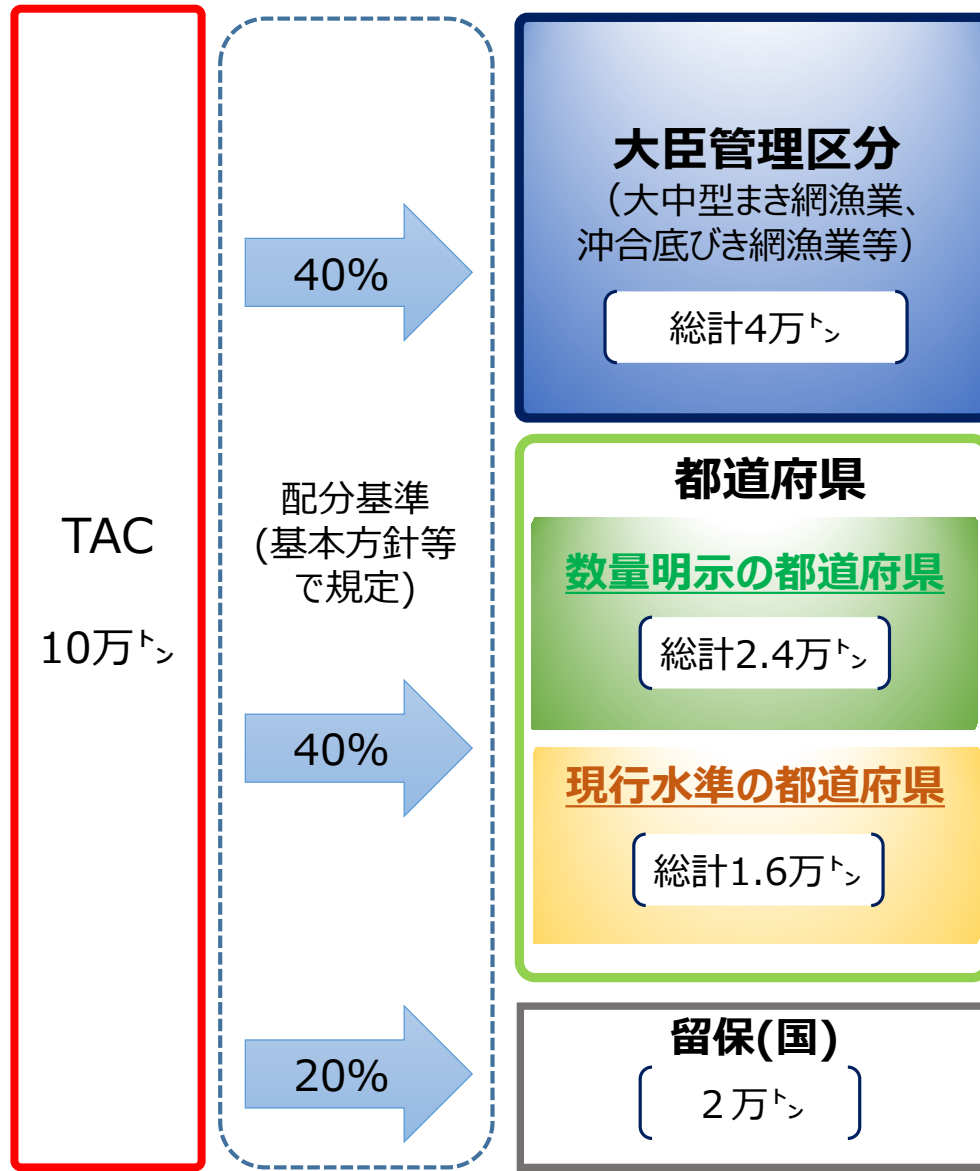 TAC
10万トン
配分基準
(基本方針等
で規定)
40%
40%
20%
大臣管理区分
（大中型まき網漁業、
沖合底びき網漁業等）
総計4万トン
都道府県
数量明示の都道府県
総計2.4万トン
現行水準の都道府県
総計1.6万トン
留保(国)
２万トン